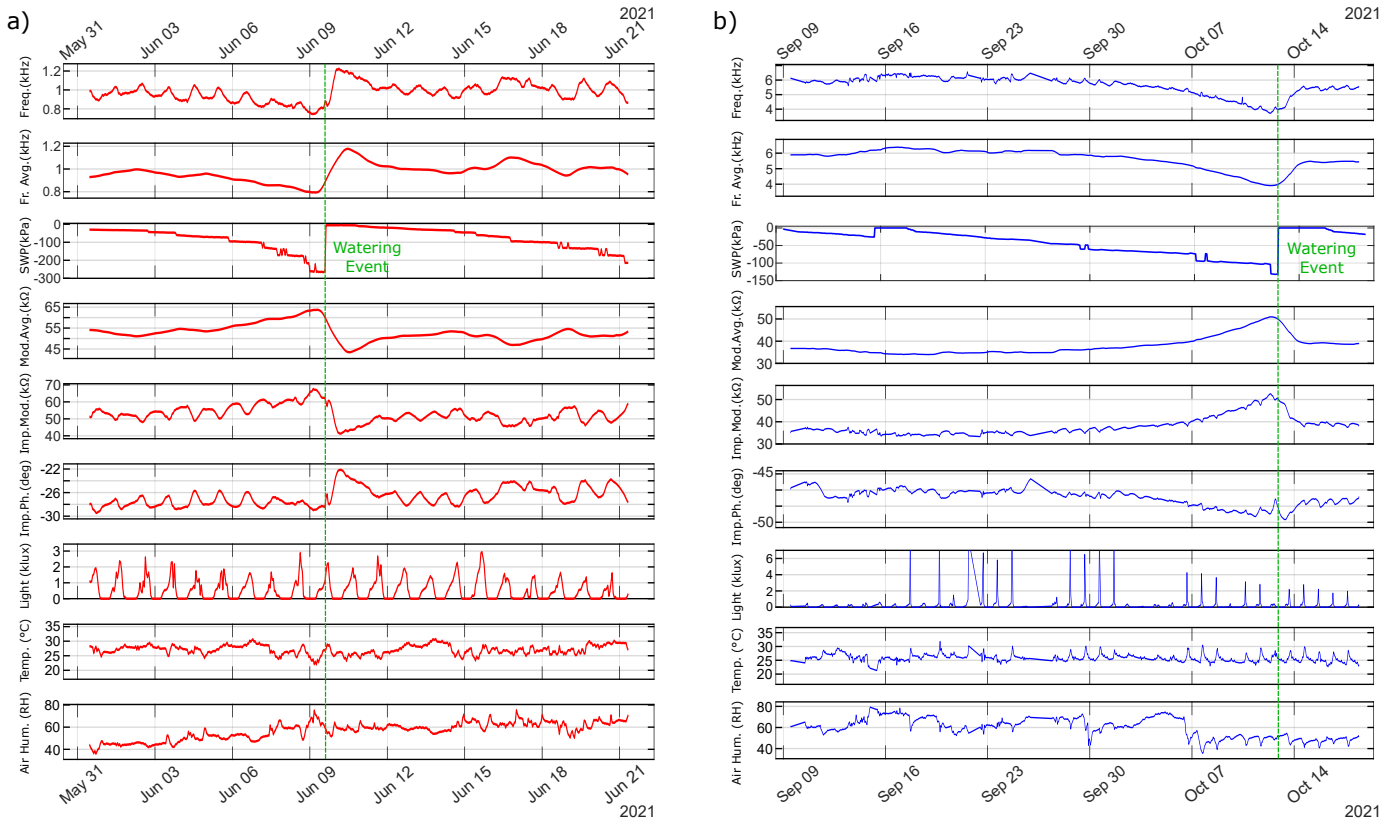 a)
2021
May 31
Jun 03
Jun 06
Jun 09
Jun 12
Jun 15
Jun 18
Jun 21
Freq.(kHz)
1.2
1
0.8
Fr. Avg.(kHz)
1.2
1
0.8
SWP(kPa)
0
-100
-200
-300
Watering
Event
Mod.Avg.(kΩ)
65
55
45
Imp.Mod.(kΩ)
70
60
50
40
Imp.Ph.(deg)
-22
-26
-30
Light (klux)
3
2
1
0
Temp. (°C)
35
30
25
20
Air Hum. (RH)
80
60
40
May 31
Jun 03
Jun 06
Jun 09
Jun 12
Jun 15
Jun 18
Jun 21
2021
b)
2021
Sep 09
Sep 16
Sep 23
Sep 30
Oct 07
Oct 14
Freq.(kHz)
6
5
4
Fr. Avg.(kHz)
6
5
4
SWP(kPa)
0
-50
-100
-150
Watering
Event
Mod.Avg.(kΩ)
50
40
30
Imp.Mod.(kΩ)
50
40
30
Imp.Ph.(deg)
-45
-50
Light (klux)
6
4
2
0
Temp. (°C)
35
30
25
20
Air Hum. (RH)
80
60
40
Sep 09
Sep 16
Sep 23
Sep 30
Oct 07
Oct 14
2021